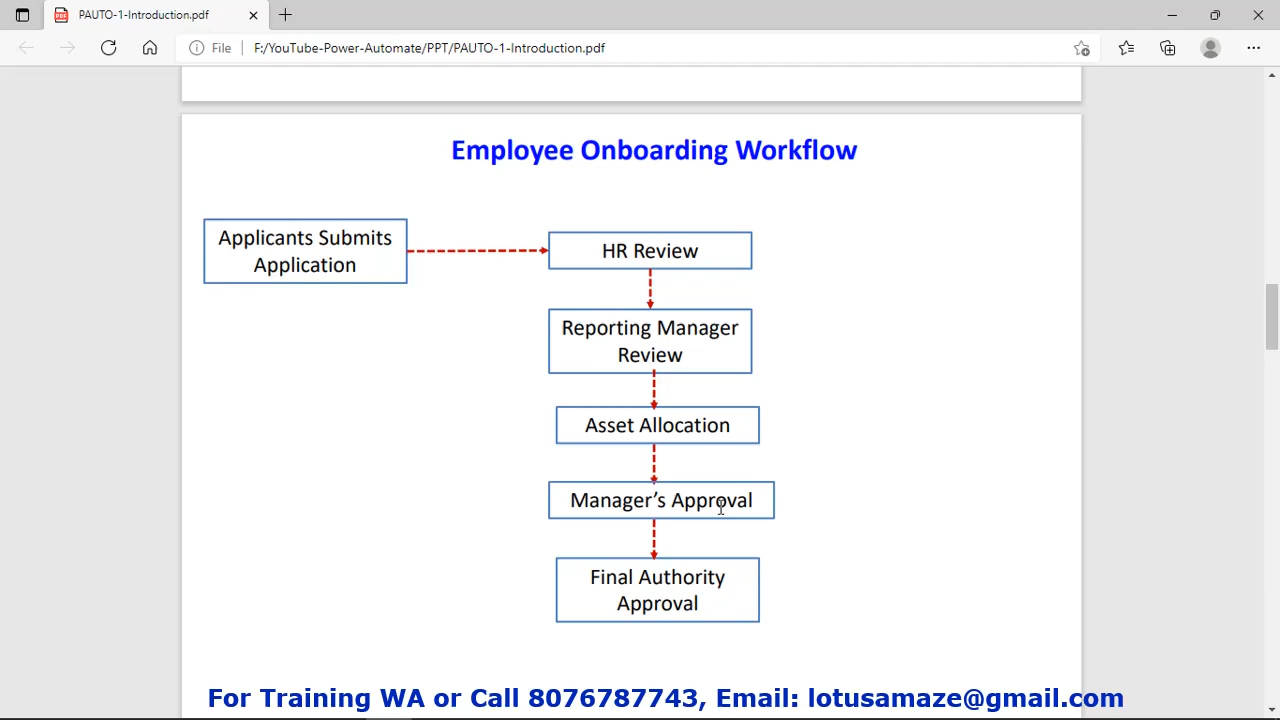 PAUTO-1-Introduction.pdf
File
F:/YouTube-Power-Automate/PPT/PAUTO-1-Introduction.pdf
Employee Onboarding Workflow
Applicants Submits
Application
HR Review
Reporting Manager
Review
Asset Allocation
Manager’s Approval
Final Authority
Approval
For Training WA or Call 8076787743, Email: lotusamaze@gmail.com